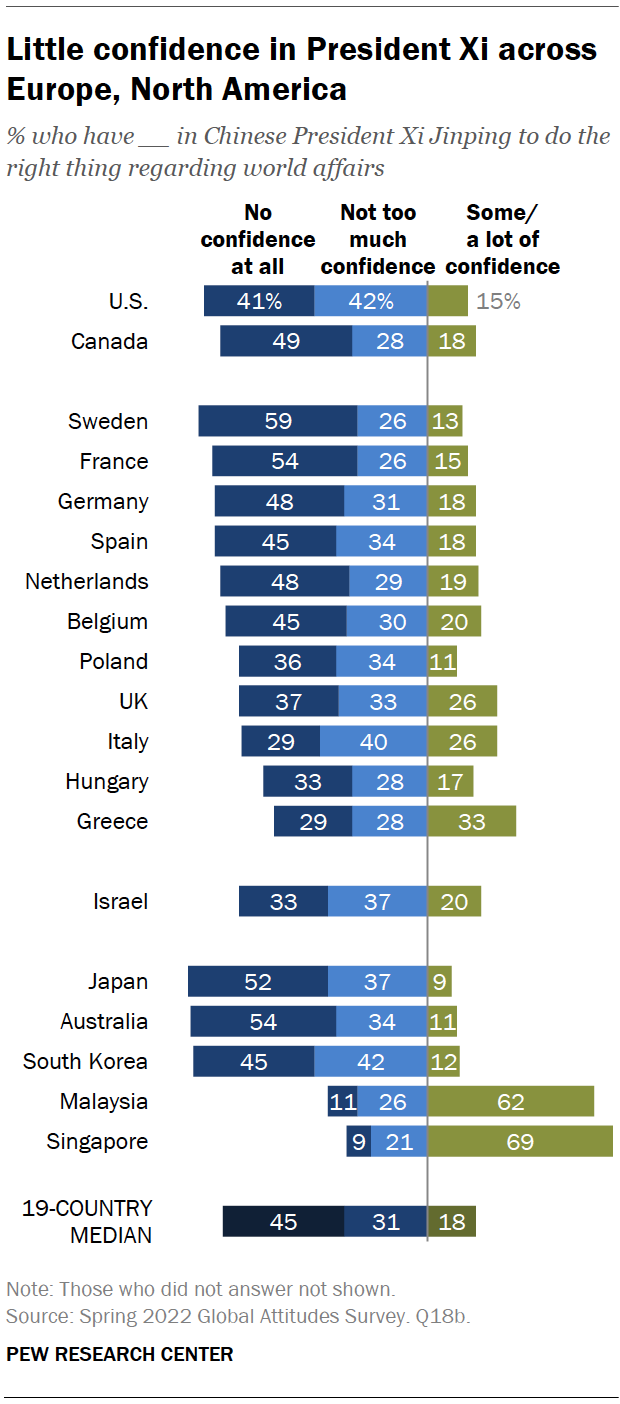 Little confidence in President Xi across
Europe, North America
% who have __ in Chinese President Xi Jinping to do the
right thing regarding world affairs
No confidence at all
Not too much confidence
Some/ a lot of confidence
U.S. 41% 42% 15%
Canada 49 28 18
Sweden 59 26 13
France 54 26 15
Germany 48 31 18
Spain 45 34 18
Netherlands 48 29 19
Belgium 45 30 20
Poland 36 34 11
UK 37 33 26
Italy 29 40 26
Hungary 33 28 17
Greece 29 28 33
Israel 33 37 20
Japan 52 37 9
Australia 54 34 11
South Korea 45 42 12
Malaysia 11 26 62
Singapore 9 21 69
19-COUNTRY
MEDIAN 45 31 18
Note: Those who did not answer not shown.
Source: Spring 2022 Global Attitudes Survey. Q18b.
PEW RESEARCH CENTER